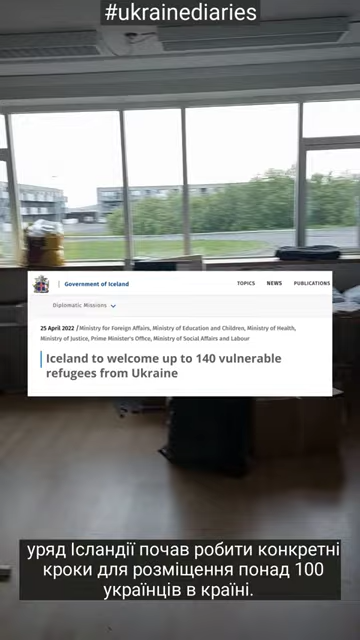 #ukrainediaries
Government of Iceland
TOPICS NEWS PUBLICATIONS
Diplomatic Missions
25 April 2022 / Ministry for Foreign Affairs, Ministry of Education and Children, Ministry of Health,
Ministry of Justice, Prime Minister's Office, Ministry of Social Affairs and Labour
Iceland to welcome up to 140 vulnerable
refugees from Ukraine
уряд Ісландії почав робити конкретні
кроки для розміщення понад 100
українців в країні.